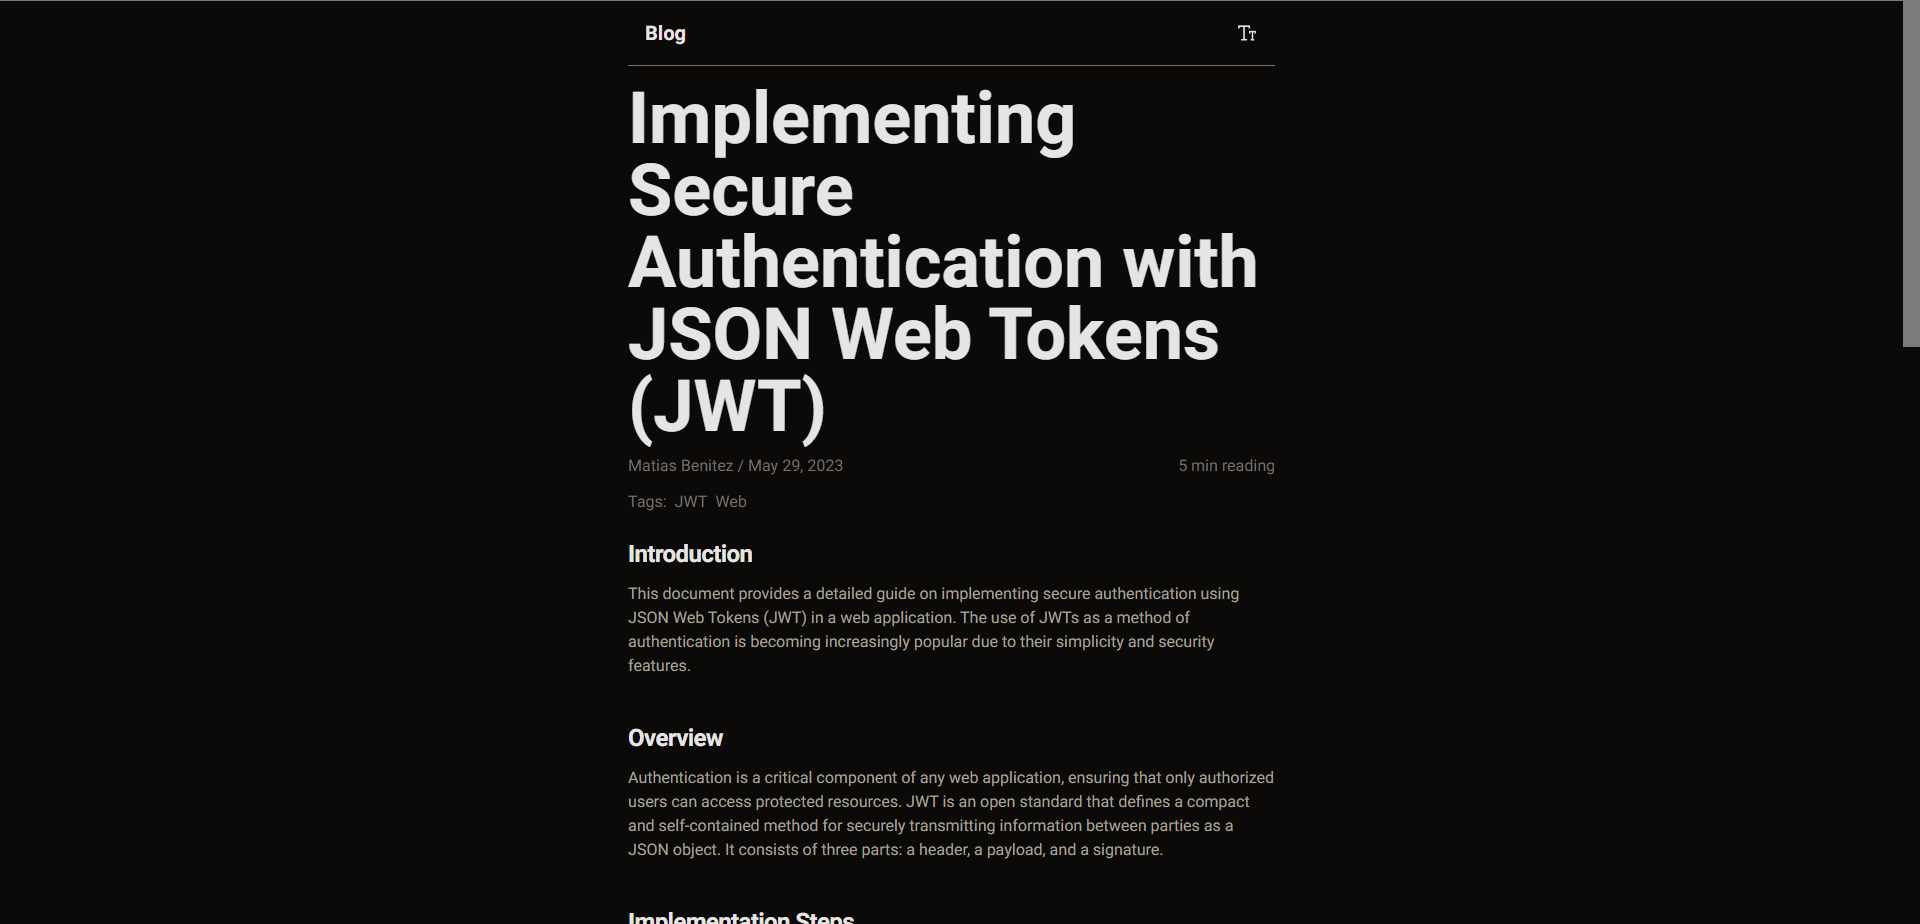 Blog
Tт
Implementing
Secure
Authentication with
JSON Web Tokens
(JWT)
Matias Benitez / May 29, 2023
5 min reading
Tags: JWT Web
Introduction
This document provides a detailed guide on implementing secure authentication using
JSON Web Tokens (JWT) in a web application. The use of JWTs as a method of
authentication is becoming increasingly popular due to their simplicity and security
features.
Overview
Authentication is a critical component of any web application, ensuring that only authorized
users can access protected resources. JWT is an open standard that defines a compact
and self-contained method for securely transmitting information between parties as a
JSON object. It consists of three parts: a header, a payload, and a signature.
Implementation Steps